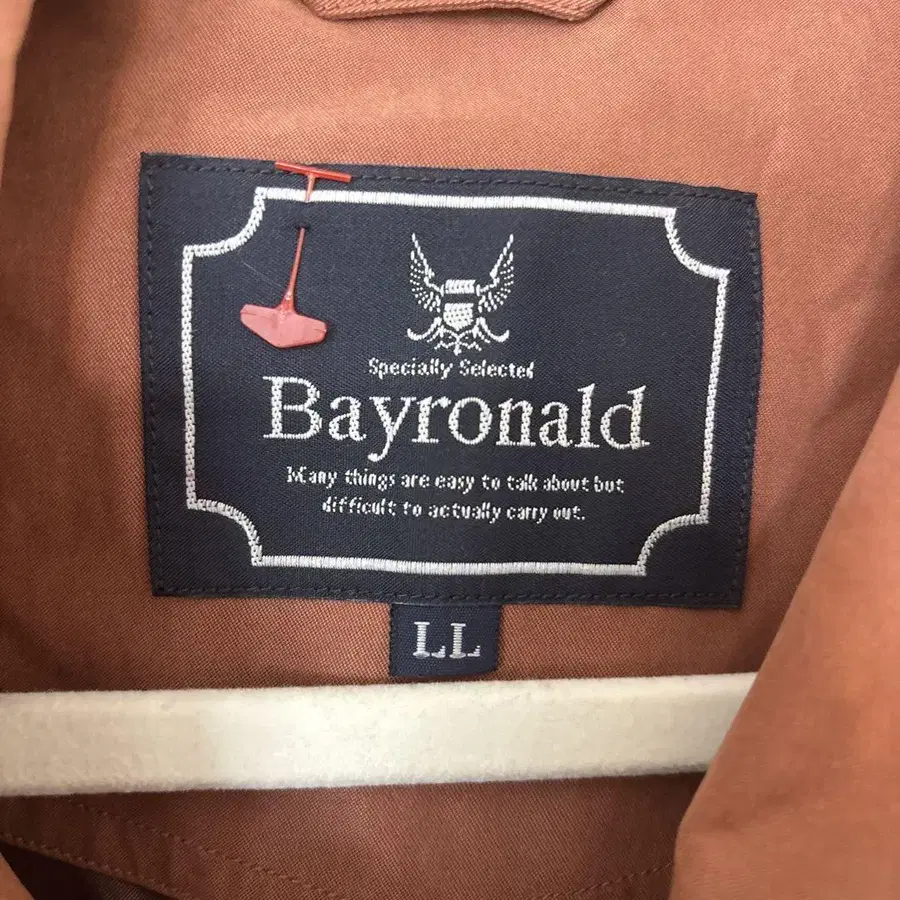 Specially Selected
Bayronald
Many things are easy to talk about but
difficult to actually carry out.
LL